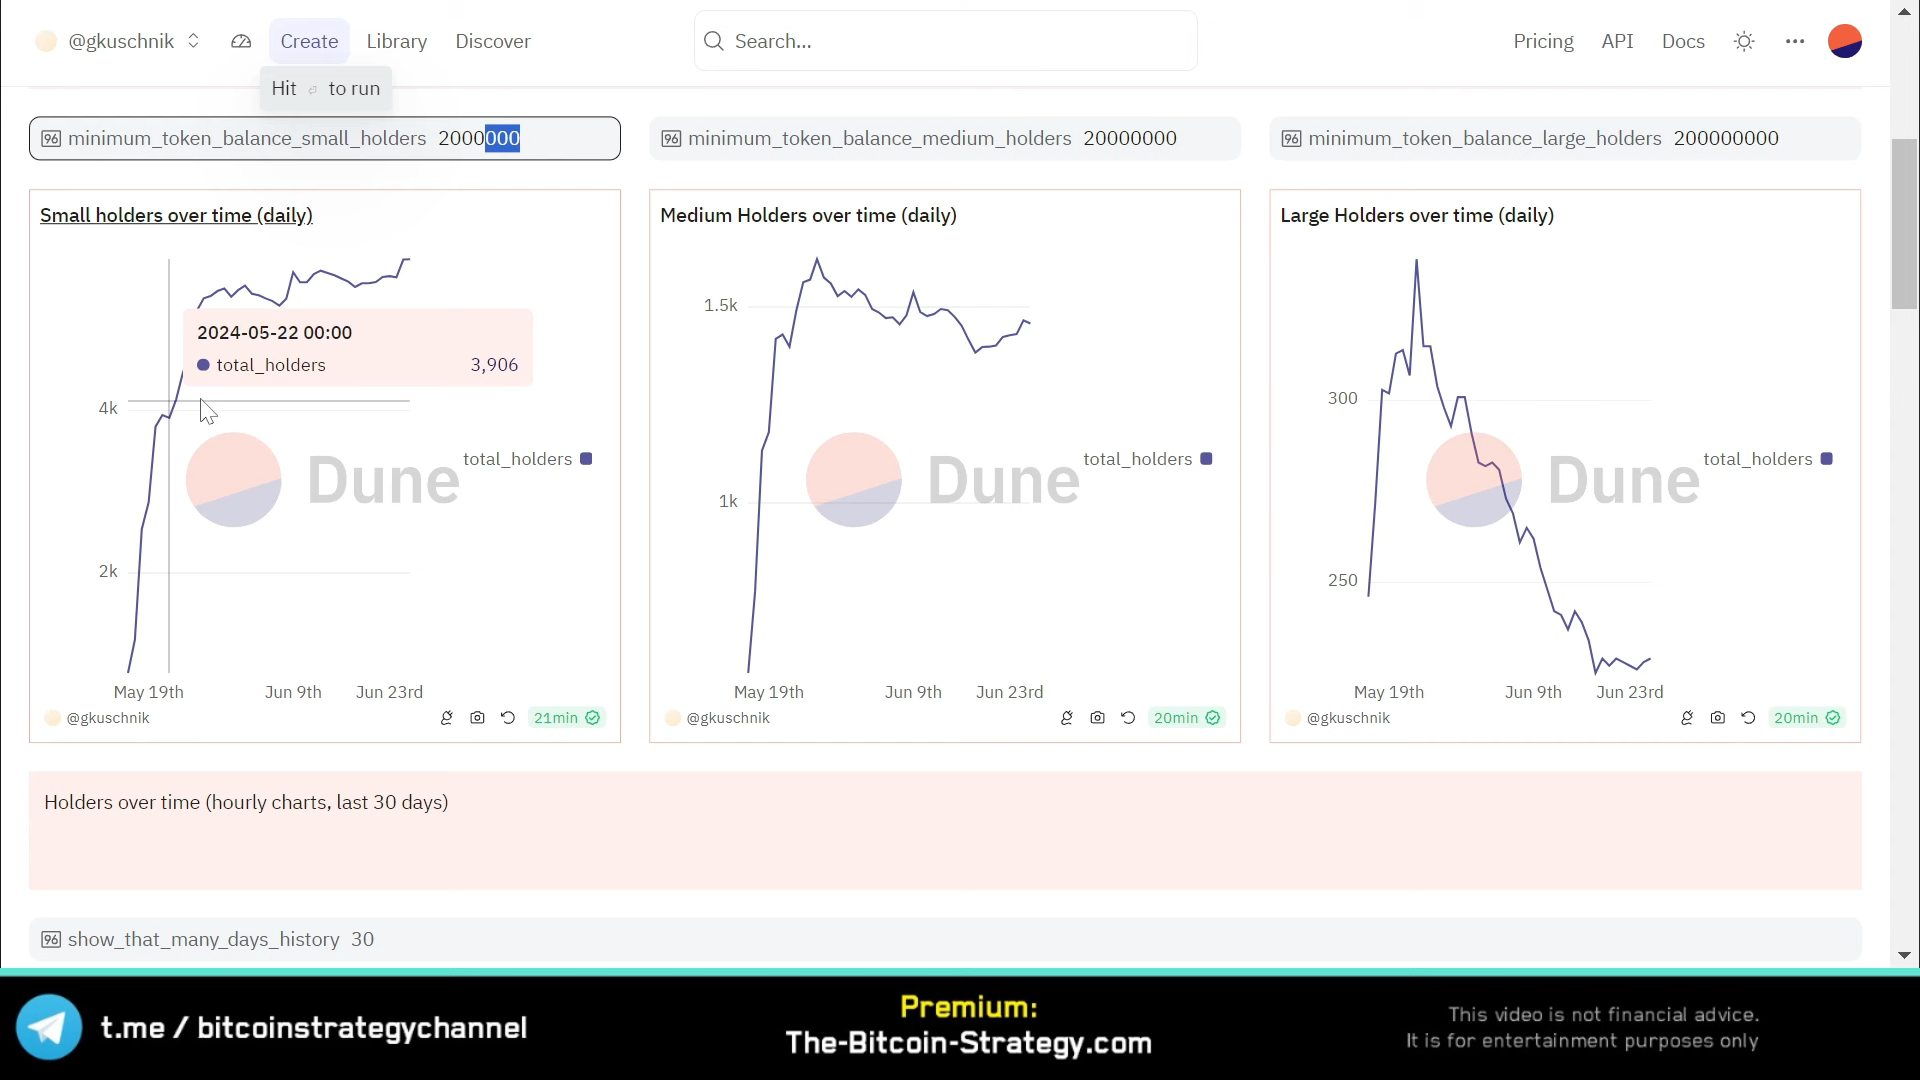 @gkuschnik Create Library Discover Search... Pricing API Docs
Hit ⏎ to run
minimum_token_balance_small_holders 2000000
minimum_token_balance_medium_holders 20000000
minimum_token_balance_large_holders 200000000
Small holders over time (daily)
2024-05-22 00:00
total_holders 3,906
4k
2k
Dune
total_holders
May 19th Jun 9th Jun 23rd
@gkuschnik 21min
Medium Holders over time (daily)
1.5k
1k
Dune
total_holders
May 19th Jun 9th Jun 23rd
@gkuschnik 20min
Large Holders over time (daily)
300
250
Dune
total_holders
May 19th Jun 9th Jun 23rd
@gkuschnik 20min
Holders over time (hourly charts, last 30 days)
show_that_many_days_history 30
t.me / bitcoinstrategychannel
Premium:
The-Bitcoin-Strategy.com
This video is not financial advice.
It is for entertainment purposes only